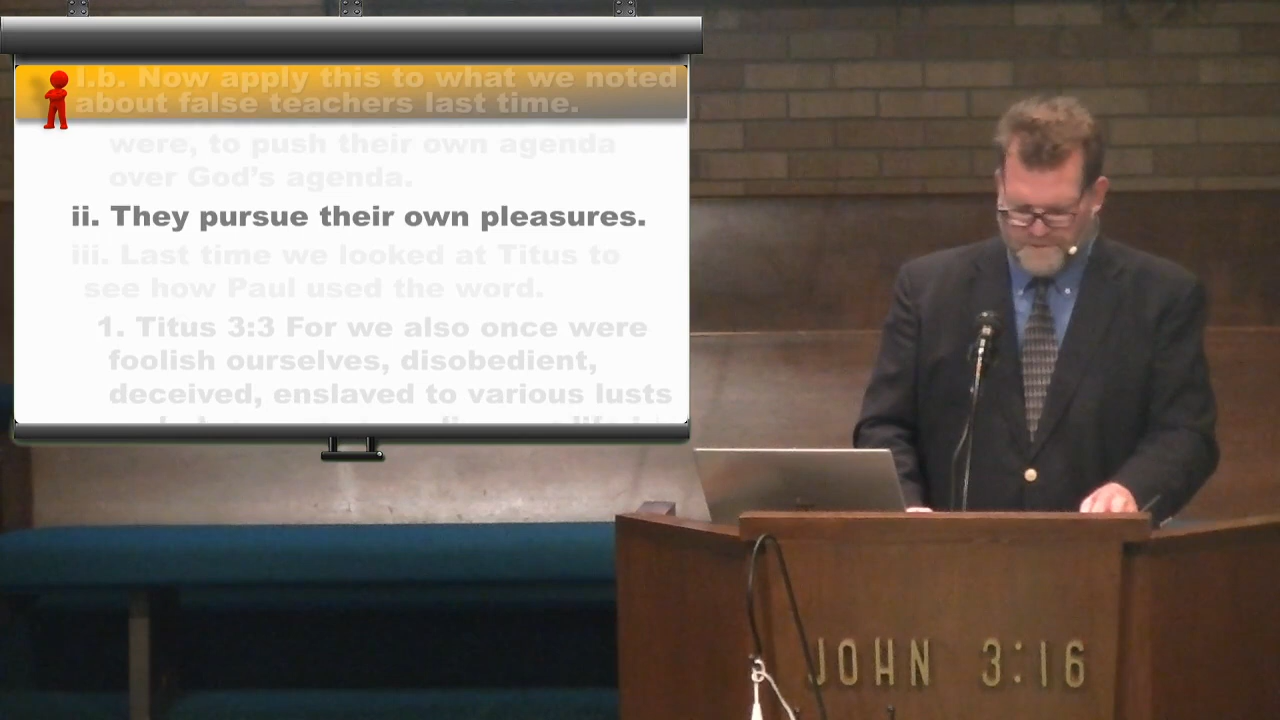 I.b. Now apply this to what we noted
about false teachers last time.
were, to push their own agenda
over God's agenda.
ii. They pursue their own pleasures.
iii. Last time we looked at Titus to
see how Paul used the word.
1. Titus 3:3 For we also once were
foolish ourselves, disobedient,
deceived, enslaved to various lusts
JOHN 3:16